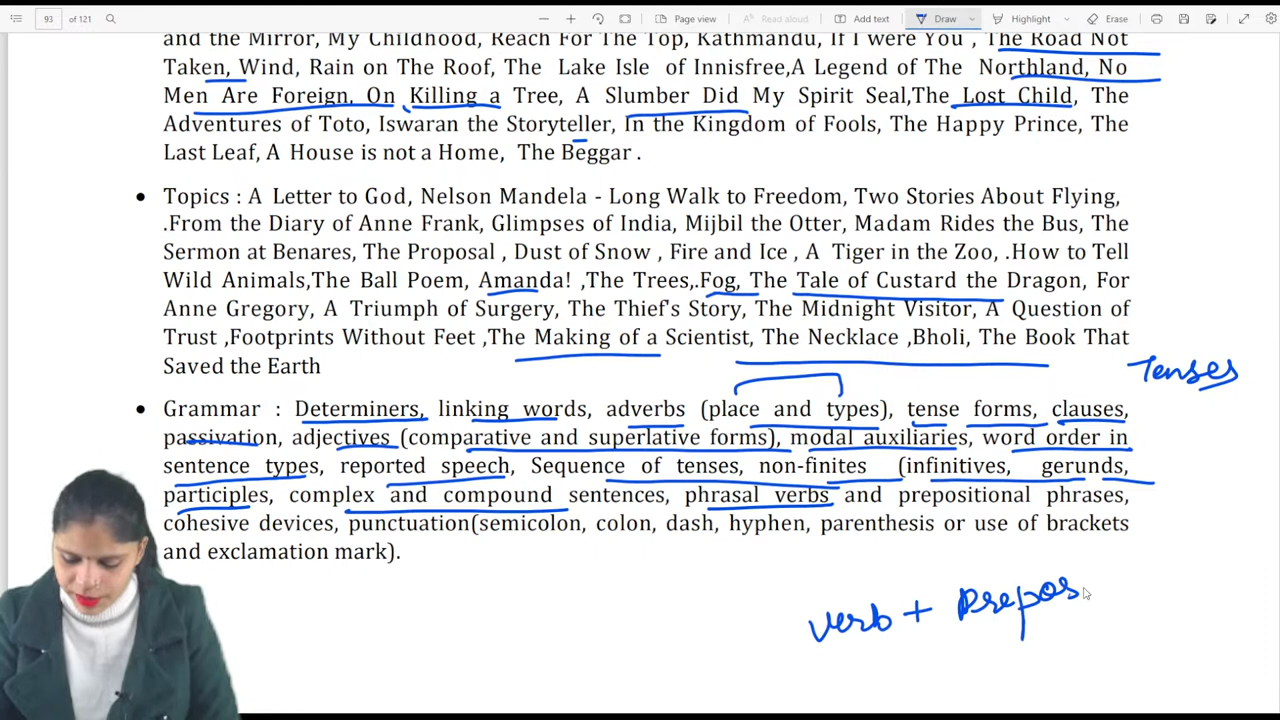 93 of 121 Page view Read aloud Add text Draw Highlight Erase
and the Mirror, My Childhood, Reach For The Top, Kathmandu, If I were You , The Road Not
Taken, Wind, Rain on The Roof, The Lake Isle of Innisfree,A Legend of The Northland, No
Men Are Foreign, On Killing a Tree, A Slumber Did My Spirit Seal,The Lost Child, The
Adventures of Toto, Iswaran the Storyteller, In the Kingdom of Fools, The Happy Prince, The
Last Leaf, A House is not a Home, The Beggar .
• Topics : A Letter to God, Nelson Mandela - Long Walk to Freedom, Two Stories About Flying,
.From the Diary of Anne Frank, Glimpses of India, Mijbil the Otter, Madam Rides the Bus, The
Sermon at Benares, The Proposal , Dust of Snow , Fire and Ice , A Tiger in the Zoo, .How to Tell
Wild Animals,The Ball Poem, Amanda! ,The Trees,.Fog, The Tale of Custard the Dragon, For
Anne Gregory, A Triumph of Surgery, The Thief's Story, The Midnight Visitor, A Question of
Trust ,Footprints Without Feet ,The Making of a Scientist, The Necklace ,Bholi, The Book That
Saved the Earth
Tenses
• Grammar : Determiners, linking words, adverbs (place and types), tense forms, clauses,
passivation, adjectives (comparative and superlative forms), modal auxiliaries, word order in
sentence types, reported speech, Sequence of tenses, non-finites (infinitives, gerunds,
participles, complex and compound sentences, phrasal verbs and prepositional phrases,
cohesive devices, punctuation(semicolon, colon, dash, hyphen, parenthesis or use of brackets
and exclamation mark).
verb + Prepos